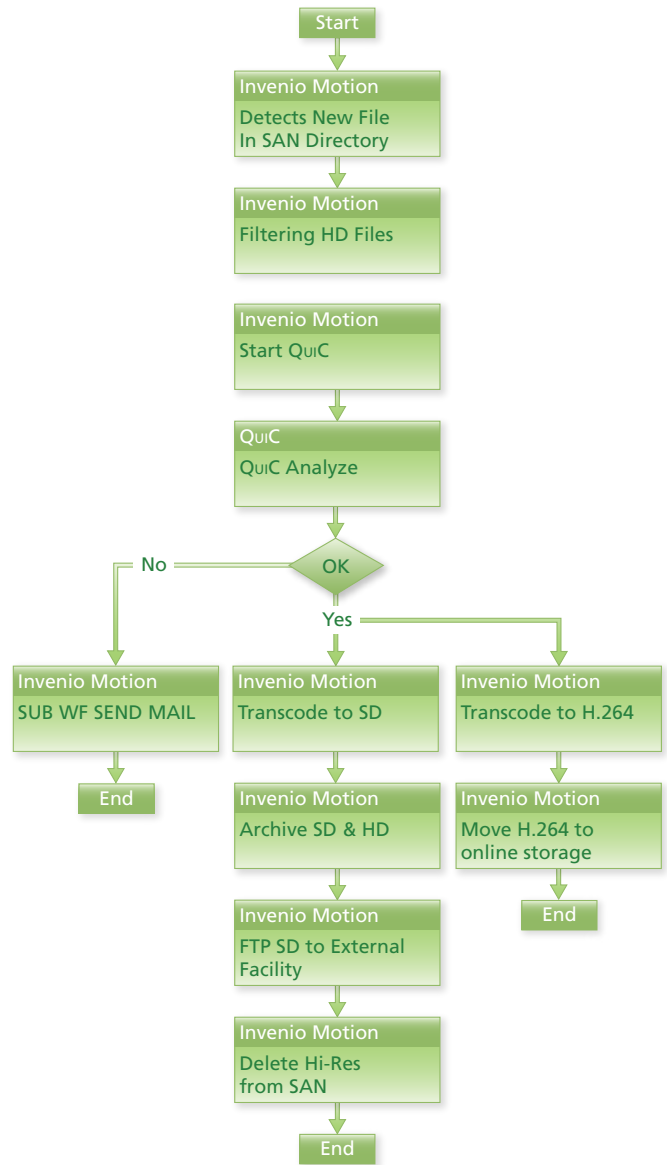 Start
Invenio Motion
Detects New File
In SAN Directory
Invenio Motion
Filtering HD Files
Invenio Motion
Start QuiC
QuiC
QuiC Analyze
OK
No
Yes
Invenio Motion
SUB WF SEND MAIL
End
Invenio Motion
Transcode to SD
Invenio Motion
Archive SD & HD
Invenio Motion
FTP SD to External
Facility
Invenio Motion
Delete Hi-Res
from SAN
End
Invenio Motion
Transcode to H.264
Invenio Motion
Move H.264 to
online storage
End